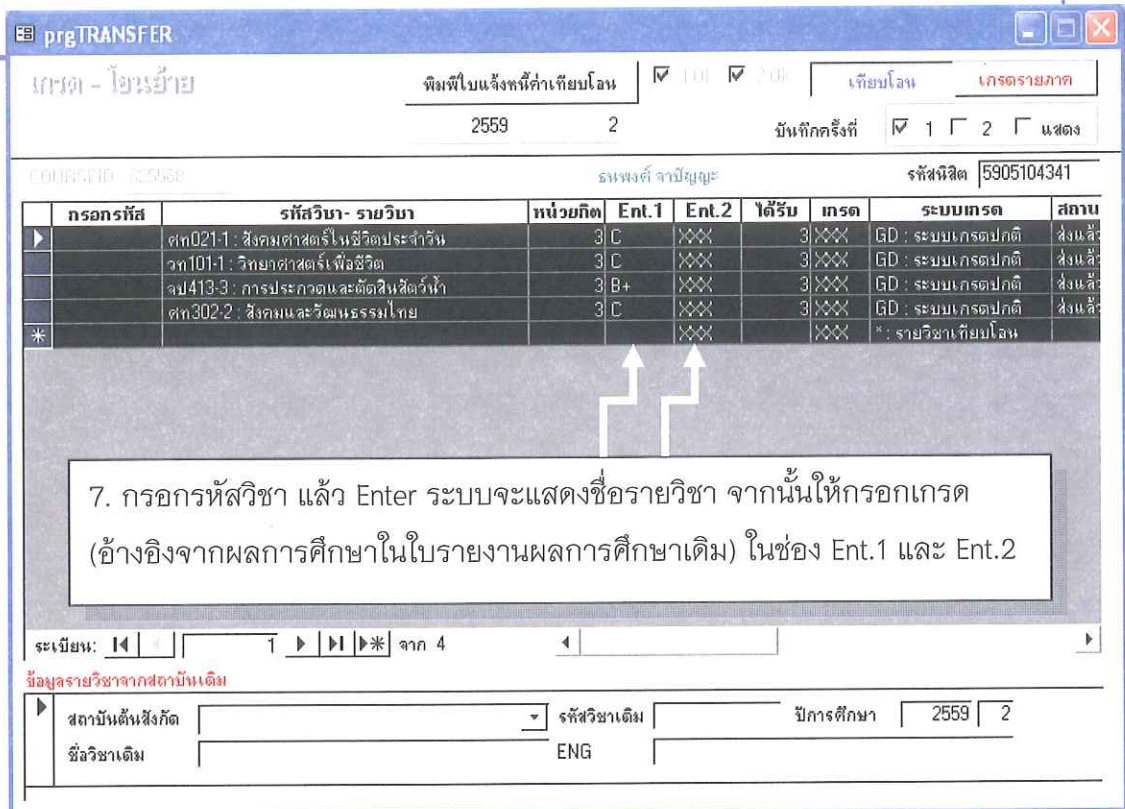 prgTRANSFER
เกรด - โอนย้าย
พิมพ์ใบแจ้งหนี้ค่าเทียบโอน
เทียบโอน เกรดรายภาค
2559 2 บันทึกครั้งที่ 1 2 แสดง
COURSEID ธนพงศ์ จาปัญญะ รหัสนิสิต 5905104341
กรอกรหัส รหัสวิชา- รายวิชา หน่วยกิต Ent.1 Ent.2 ได้รับ เกรด ระบบเกรด สถาน
ศท021-1 : สังคมศาสตร์ในชีวิตประจำวัน 3 C XXX 3 XXX GD : ระบบเกรดปกติ ส่งแล้ว
วท101-1 : วิทยาศาสตร์เพื่อชีวิต 3 C XXX 3 XXX GD : ระบบเกรดปกติ ส่งแล้ว
จป413-3 : การประกวดและตัดสินสัตว์น้ำ 3 B+ XXX 3 XXX GD : ระบบเกรดปกติ ส่งแล้ว
ศท302-2 : สังคมและวัฒนธรรมไทย 3 C XXX 3 XXX GD : ระบบเกรดปกติ ส่งแล้ว
XXX XXX * : รายวิชาเทียบโอน
7. กรอกรหัสวิชา แล้ว Enter ระบบจะแสดงชื่อรายวิชา จากนั้นให้กรอกเกรด
(อ้างอิงจากผลการศึกษาในใบรายงานผลการศึกษาเดิม) ในช่อง Ent.1 และ Ent.2
ระเบียน: 1 จาก 4
ข้อมูลรายวิชาจากสถาบันเดิม
สถาบันต้นสังกัด รหัสวิชาเดิม ปีการศึกษา 2559 2
ชื่อวิชาเดิม ENG